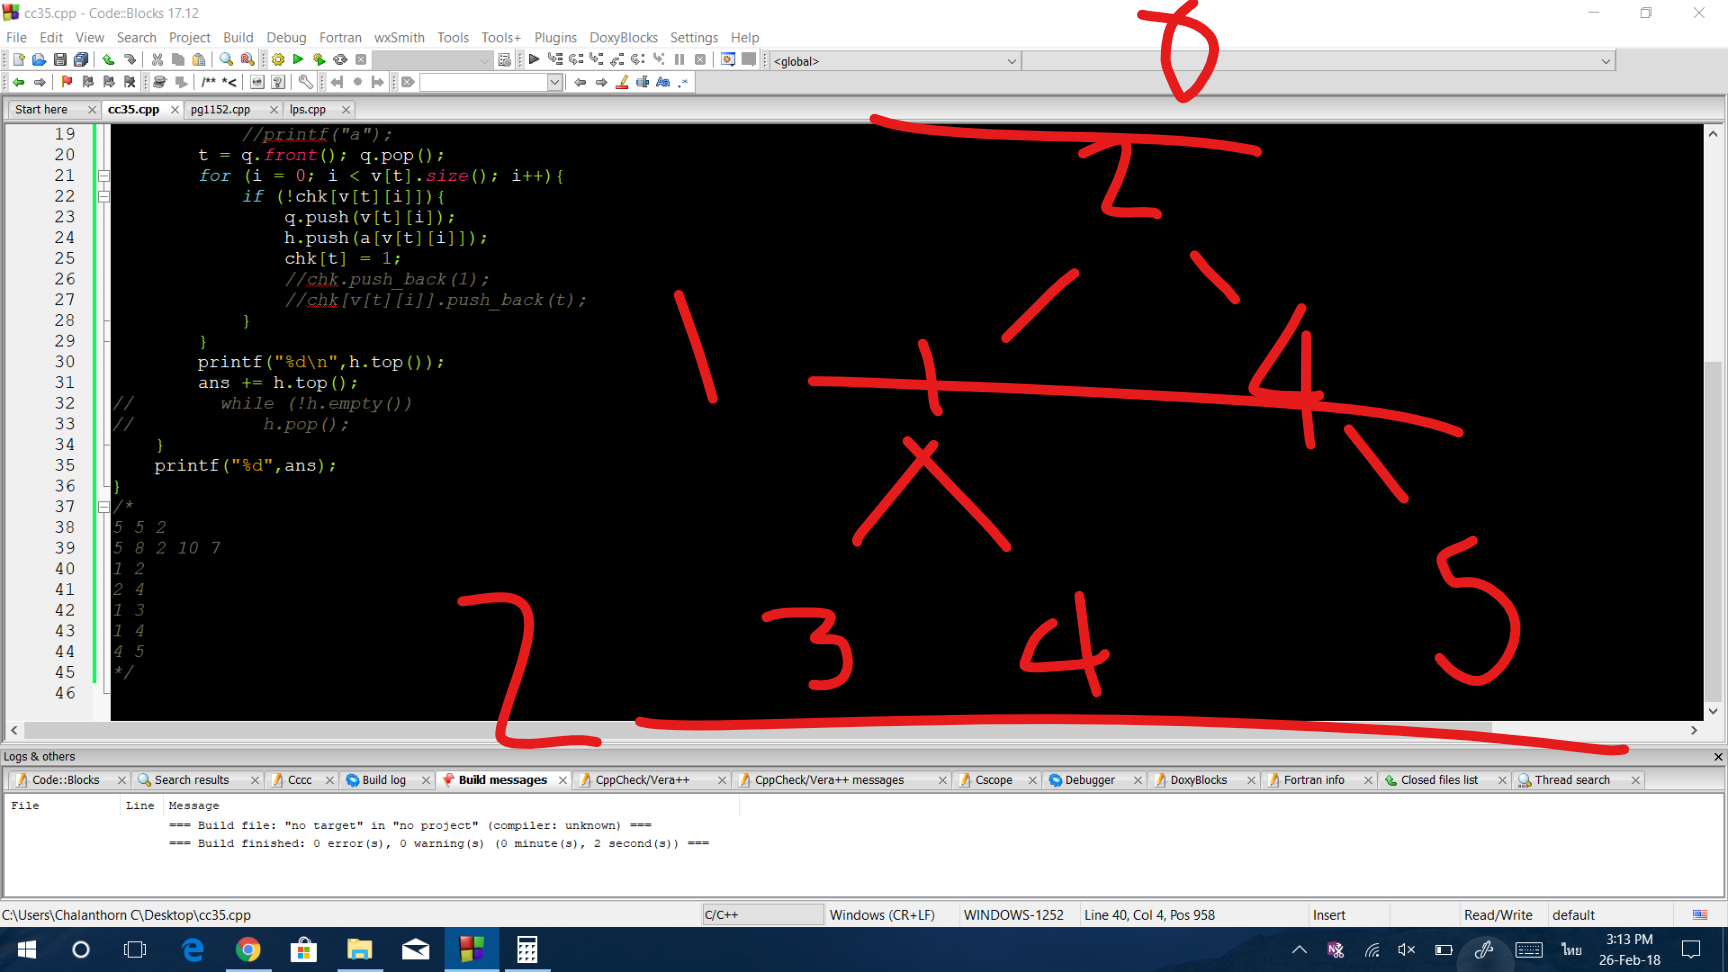 cc35.cpp - Code::Blocks 17.12
File Edit View Search Project Build Debug Fortran wxSmith Tools Tools+ Plugins DoxyBlocks Settings Help
<global>
/** *<
Start here cc35.cpp pg1152.cpp lps.cpp
19 //printf("a");
20 t = q.front(); q.pop();
21 for (i = 0; i < v[t].size(); i++){
22 if (!chk[v[t][i]]){
23 q.push(v[t][i]);
24 h.push(a[v[t][i]]);
25 chk[t] = 1;
26 //chk.push_back(l);
27 //chk[v[t][i]].push_back(t);
28 }
29 }
30 printf("%d\n",h.top());
31 ans += h.top();
32 // while (!h.empty())
33 // h.pop();
34 }
35 printf("%d",ans);
36 }
37 /*
38 5 5 2
39 5 8 2 10 7
40 1 2
41 2 4
42 1 3
43 1 4
44 4 5
45 */
46
2
1 1 4
2 3 4 5
Logs & others
Code::Blocks Search results Cccc Build log Build messages CppCheck/Vera++ CppCheck/Vera++ messages Cscope Debugger DoxyBlocks Fortran info Closed files list Thread search
File Line Message
=== Build file: "no target" in "no project" (compiler: unknown) ===
=== Build finished: 0 error(s), 0 warning(s) (0 minute(s), 2 second(s)) ===
C:\Users\Chalanthorn C\Desktop\cc35.cpp C/C++ Windows (CR+LF) WINDOWS-1252 Line 40, Col 4, Pos 958 Insert Read/Write default
ไทย 3:13 PM
26-Feb-18